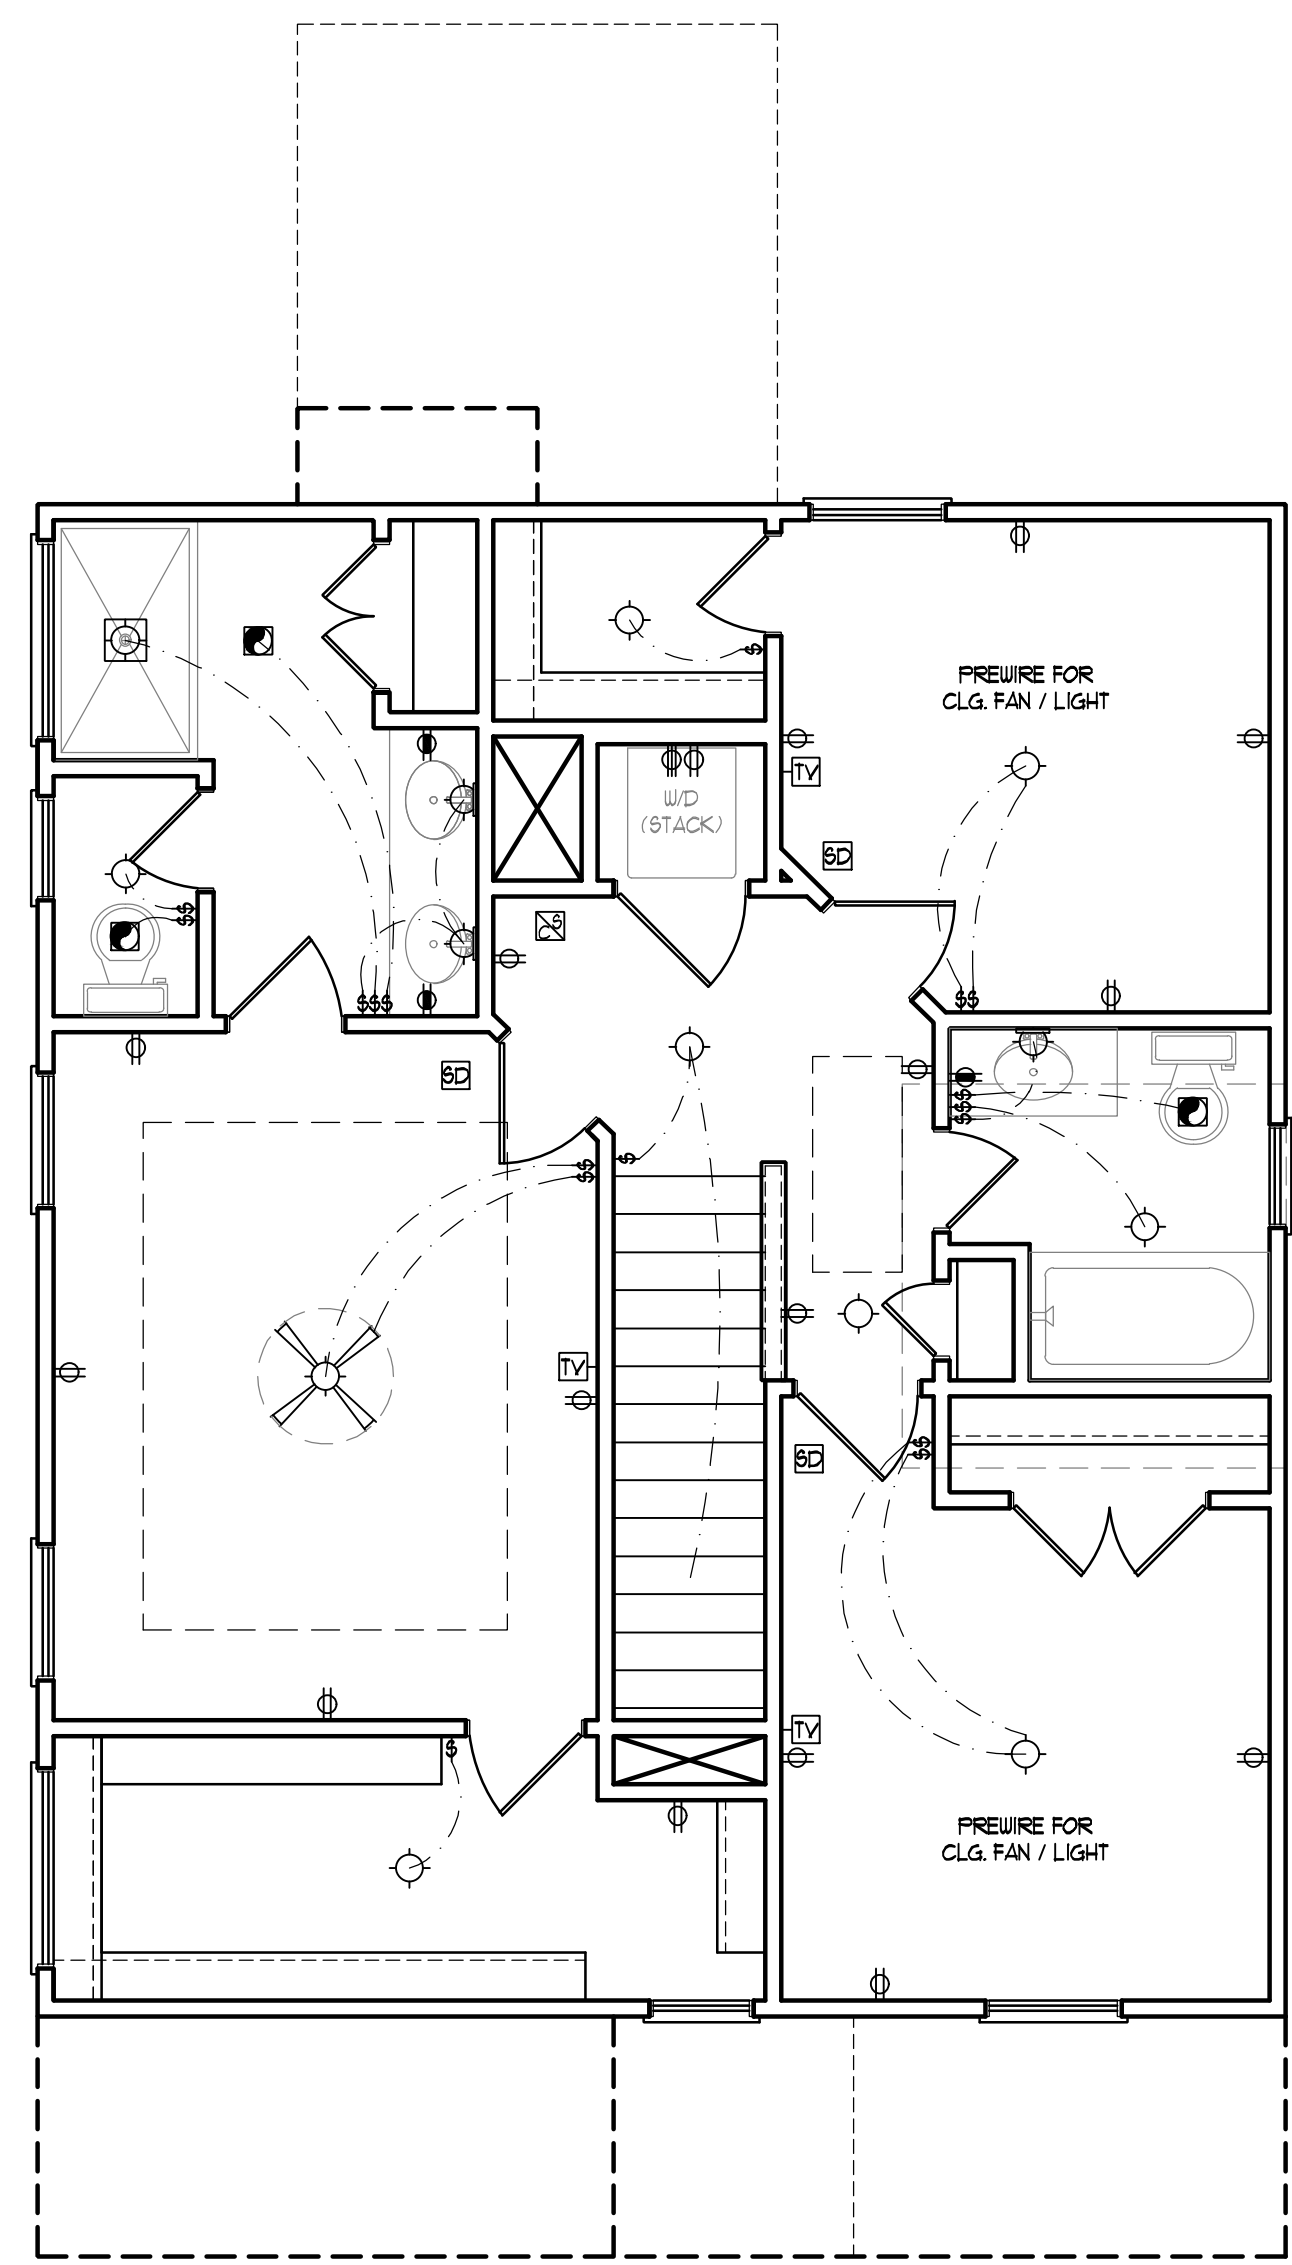 PREWIRE FOR
CLG. FAN / LIGHT
$
TV
W/D
(STACK)
SD
C/S
$$
$$$
$$
SD
$$$
$
$$
TV
SD
$$
TV
$
PREWIRE FOR
CLG. FAN / LIGHT